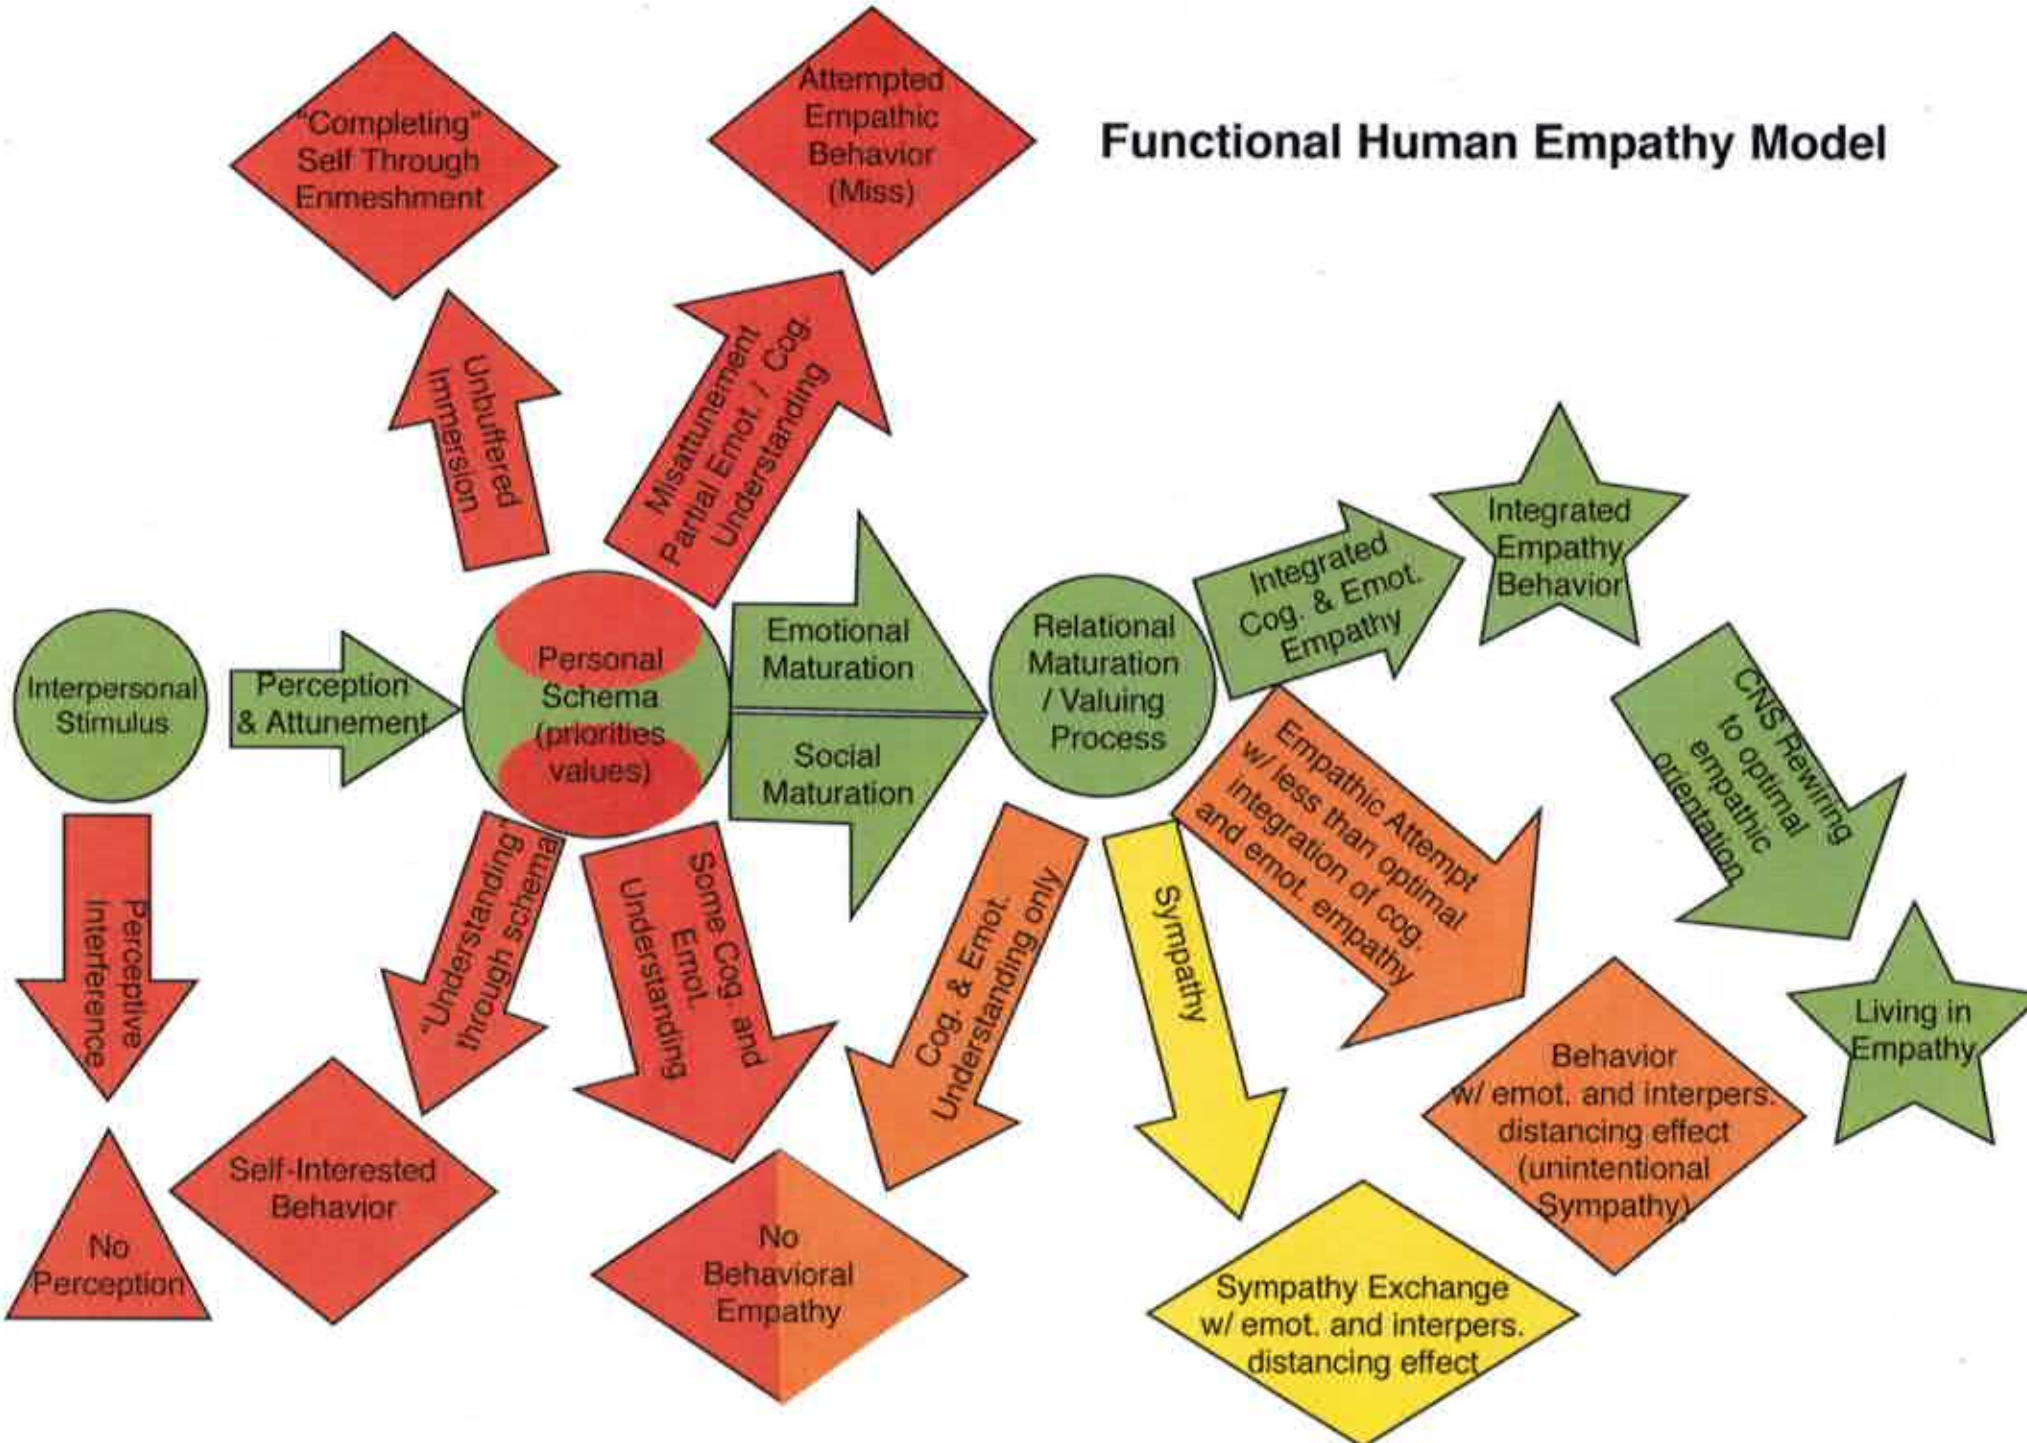 Functional Human Empathy Model
"Completing"
Self Through
Enmeshment
Attempted
Empathic
Behavior
(Miss)
Unbuffered
Immersion
Misattunement
Partial Emot. / Cog.
Understanding
Interpersonal
Stimulus
Perception
& Attunement
Personal
Schema
(priorities
values)
Emotional
Maturation
Social
Maturation
Relational
Maturation
/ Valuing
Process
Integrated
Cog. & Emot.
Empathy
Integrated
Empathy
Behavior
CNS Rewiring
to optimal
empathic
orientation
Living in
Empathy
Perceptive
Interference
No
Perception
"Understanding"
through schema
Self-Interested
Behavior
Some Cog. and
Emot.
Understanding
Cog. & Emot.
Understanding only
No
Behavioral
Empathy
Sympathy
Sympathy Exchange
w/ emot. and interpers.
distancing effect
Empathic Attempt
w/ less than optimal
integration of cog.
and emot. empathy
Behavior
w/ emot. and interpers.
distancing effect
(unintentional
Sympathy)